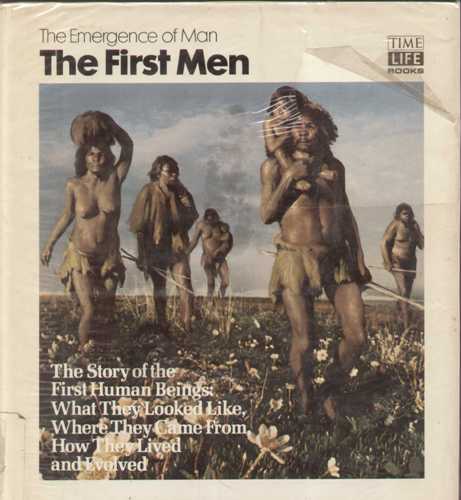 The Emergence of Man
The First Men
TIME
LIFE
BOOKS
The Story of the
First Human Beings:
What They Looked Like,
Where They Came From,
How They Lived
and Evolved